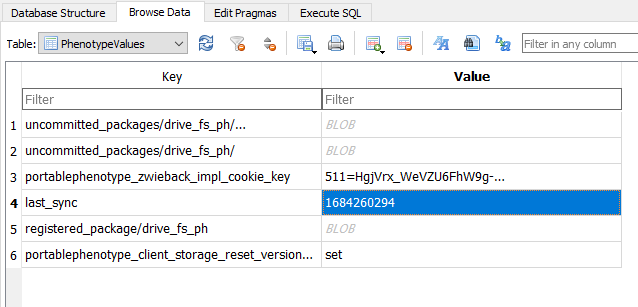 Database Structure Browse Data Edit Pragmas Execute SQL
Table: PhenotypeValues Filter in any column
Key Value
Filter Filter
1 uncommitted_packages/drive_fs_ph/... BLOB
2 uncommitted_packages/drive_fs_ph/ BLOB
3 portablephenotype_zwieback_impl_cookie_key 511=HgjVrx_WeVZU6FhW9g-...
4 last_sync 1684260294
5 registered_package/drive_fs_ph BLOB
6 portablephenotype_client_storage_reset_version... set